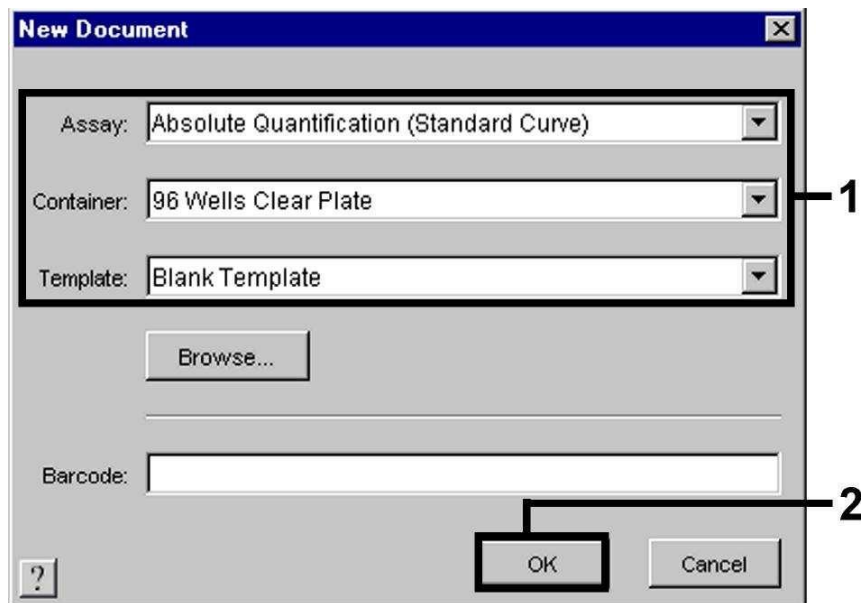 New Document
Assay: Absolute Quantification (Standard Curve)
1
Container: 96 Wells Clear Plate
Template: Blank Template
Browse...
Barcode:
2
? OK Cancel